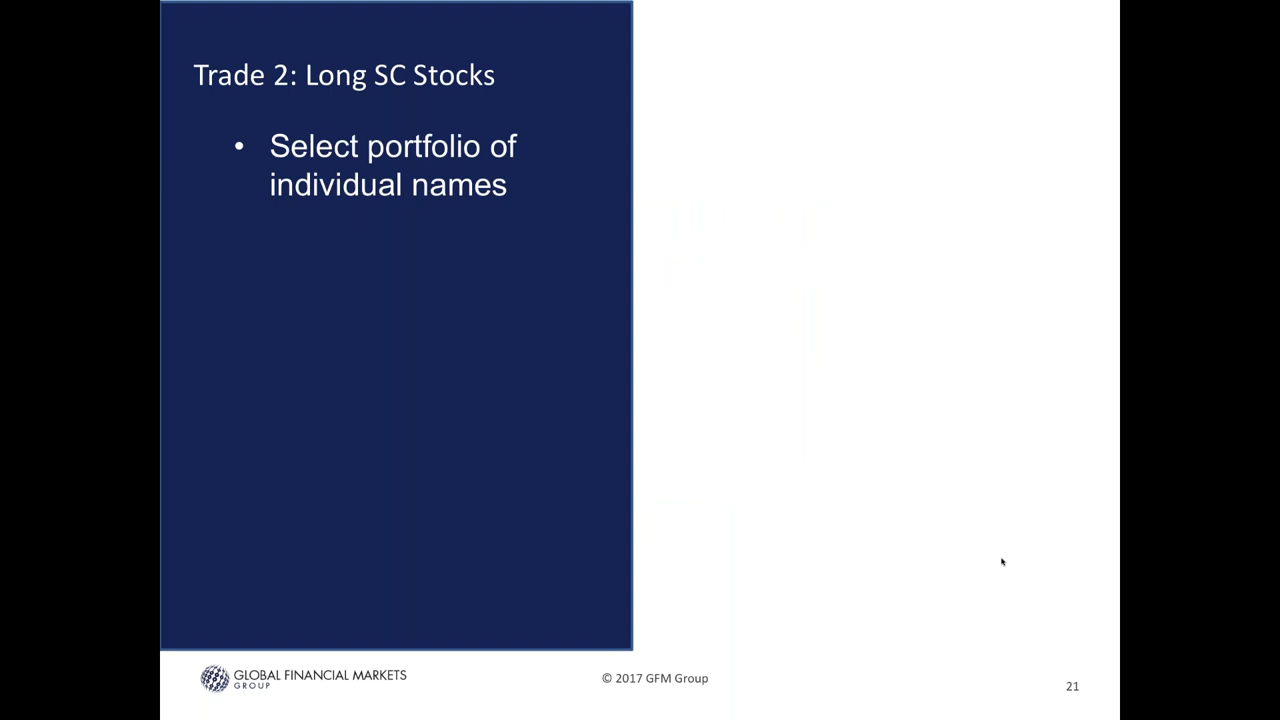 Trade 2: Long SC Stocks
• Select portfolio of
individual names
GLOBAL FINANCIAL MARKETS
GROUP
© 2017 GFM Group
21